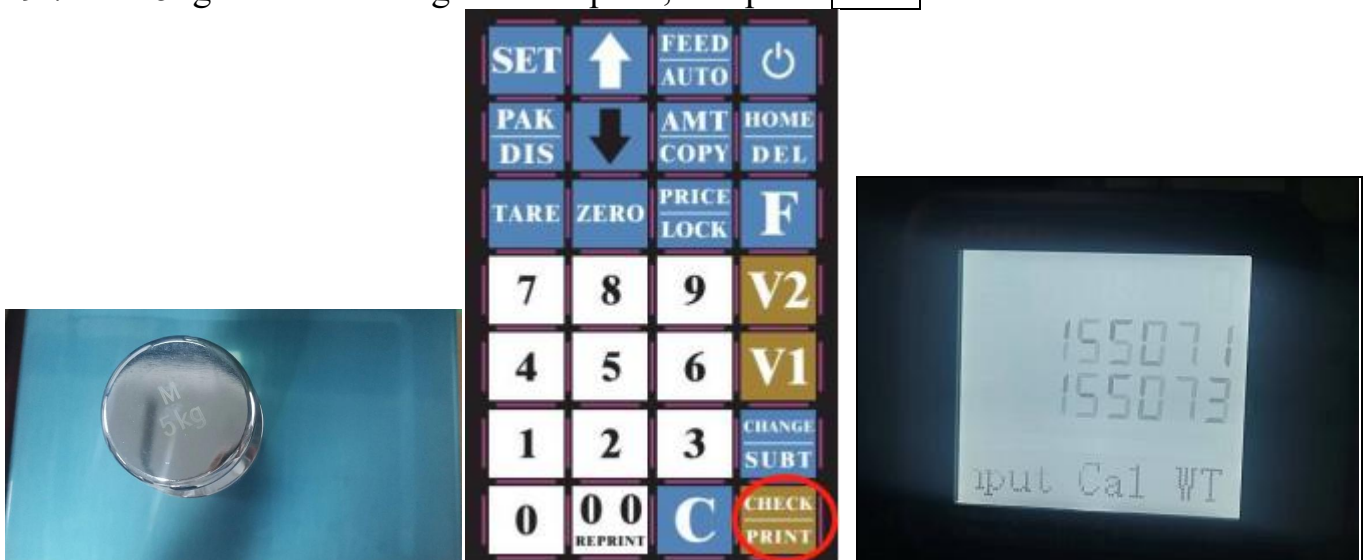 M
5kg
SET
FEED
AUTO
PAK
DIS
AMT
COPY
HOME
DEL
TARE
ZERO
PRICE
LOCK
F
7
8
9
V2
4
5
6
V1
1
2
3
CHANGE
SUBT
0
00
REPRINT
C
CHECK
PRINT
155071
155073
nput Cal WT